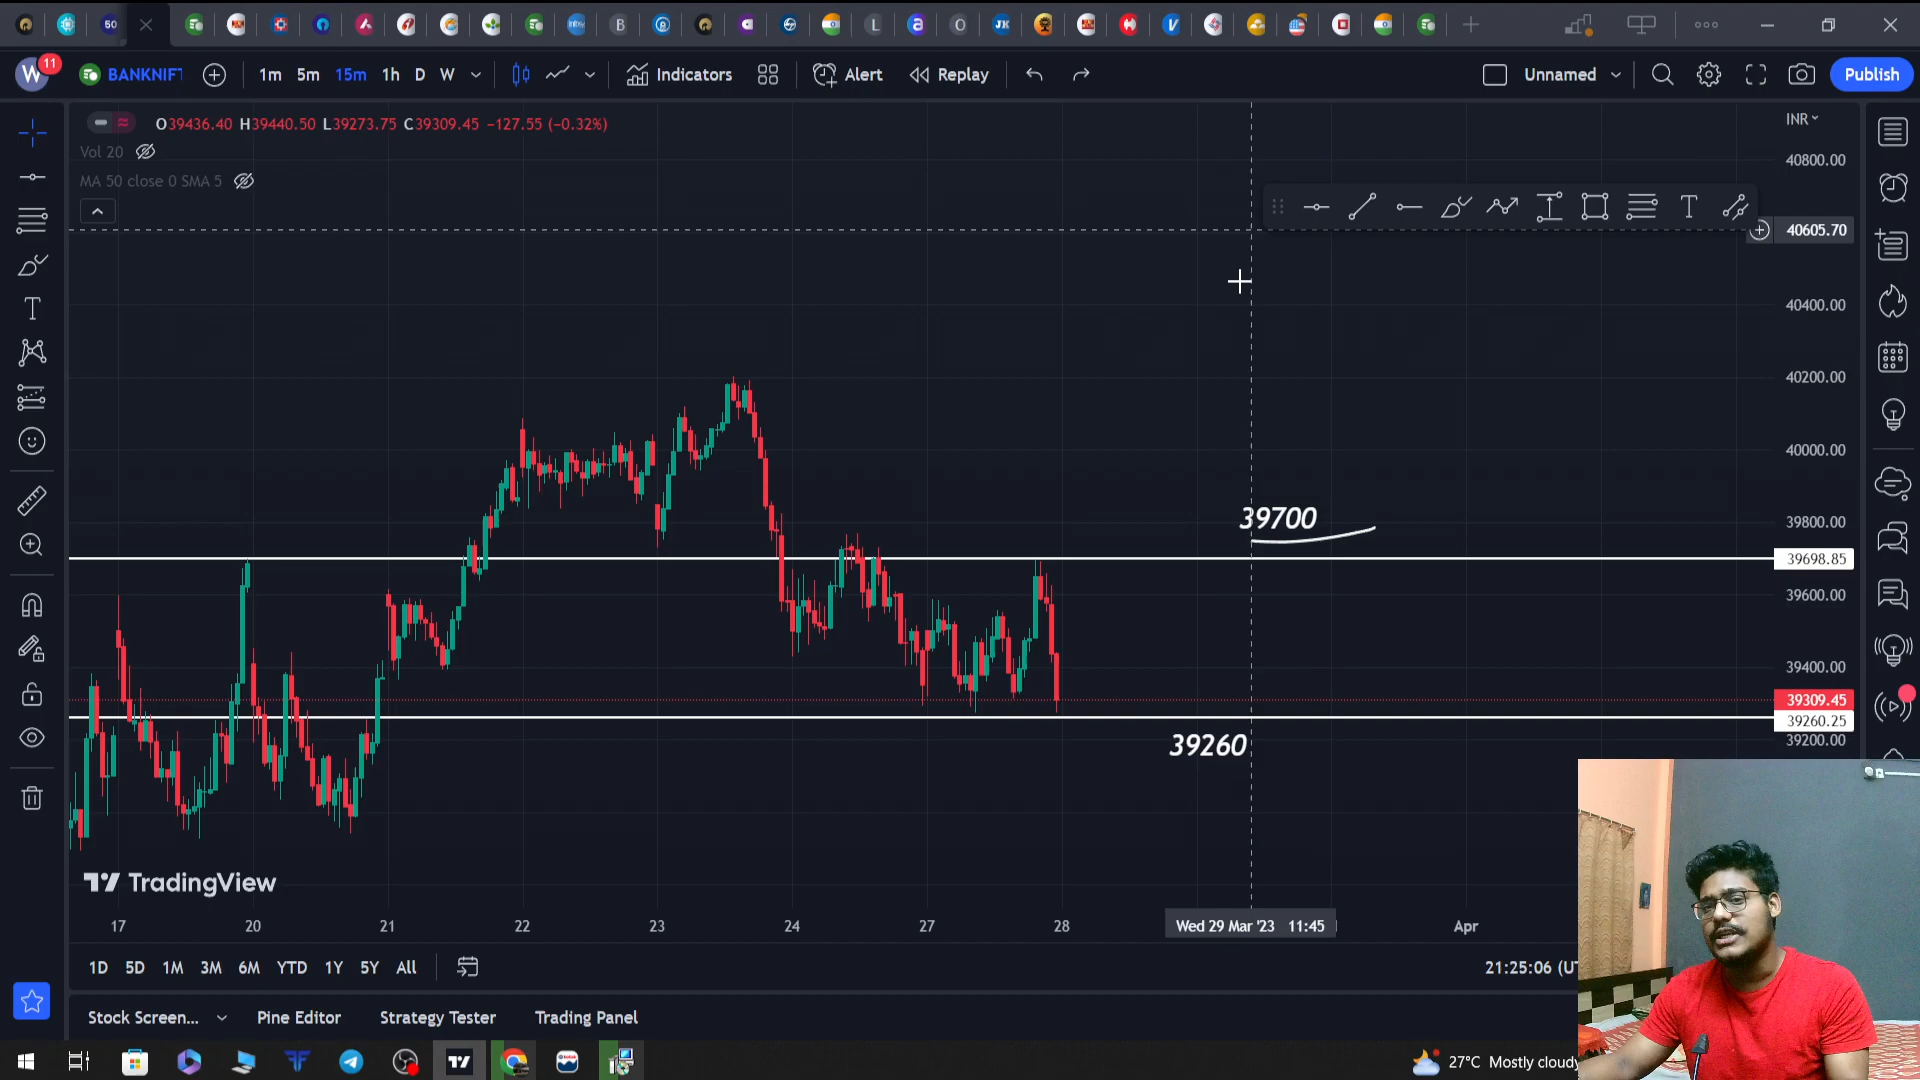 W 11 BANKNIFT 1m 5m 15m 1h D W Indicators Alert Replay Unnamed Publish
O39436.40 H39440.50 L39273.75 C39309.45 −127.55 (−0.32%)
INR
Vol 20
MA 50 close 0 SMA 5
40800.00
40605.70
40400.00
40200.00
40000.00
39700
39800.00
39698.85
39600.00
39400.00
39309.45
39260.25
39260
39200.00
TradingView
17 20 21 22 23 24 27 28 Wed 29 Mar '23 11:45 Apr
1D 5D 1M 3M 6M YTD 1Y 5Y All 21:25:06 (UT
Stock Screen... Pine Editor Strategy Tester Trading Panel
27°C Mostly cloudy